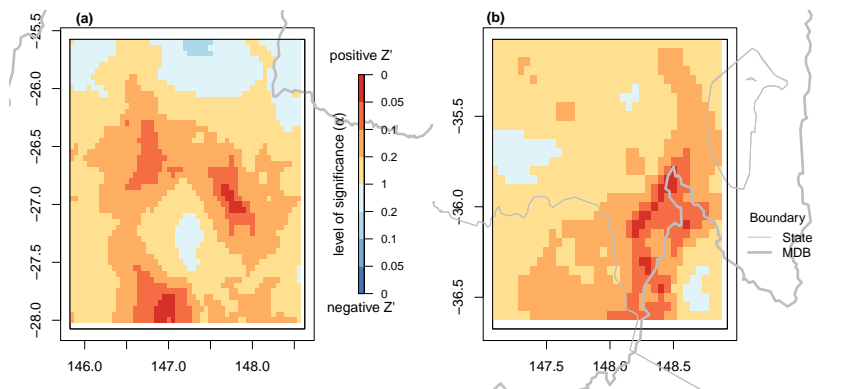 (a)
−25.5
−26.0
−26.5
−27.0
−27.5
−28.0
146.0 147.0 148.0
positive Z'
level of significance (α)
0
0.05
0.1
0.2
1
0.2
0.1
0.05
0
negative Z'
(b)
−35.5
−36.0
−36.5
147.5 148.0 148.5
Boundary
State
MDB